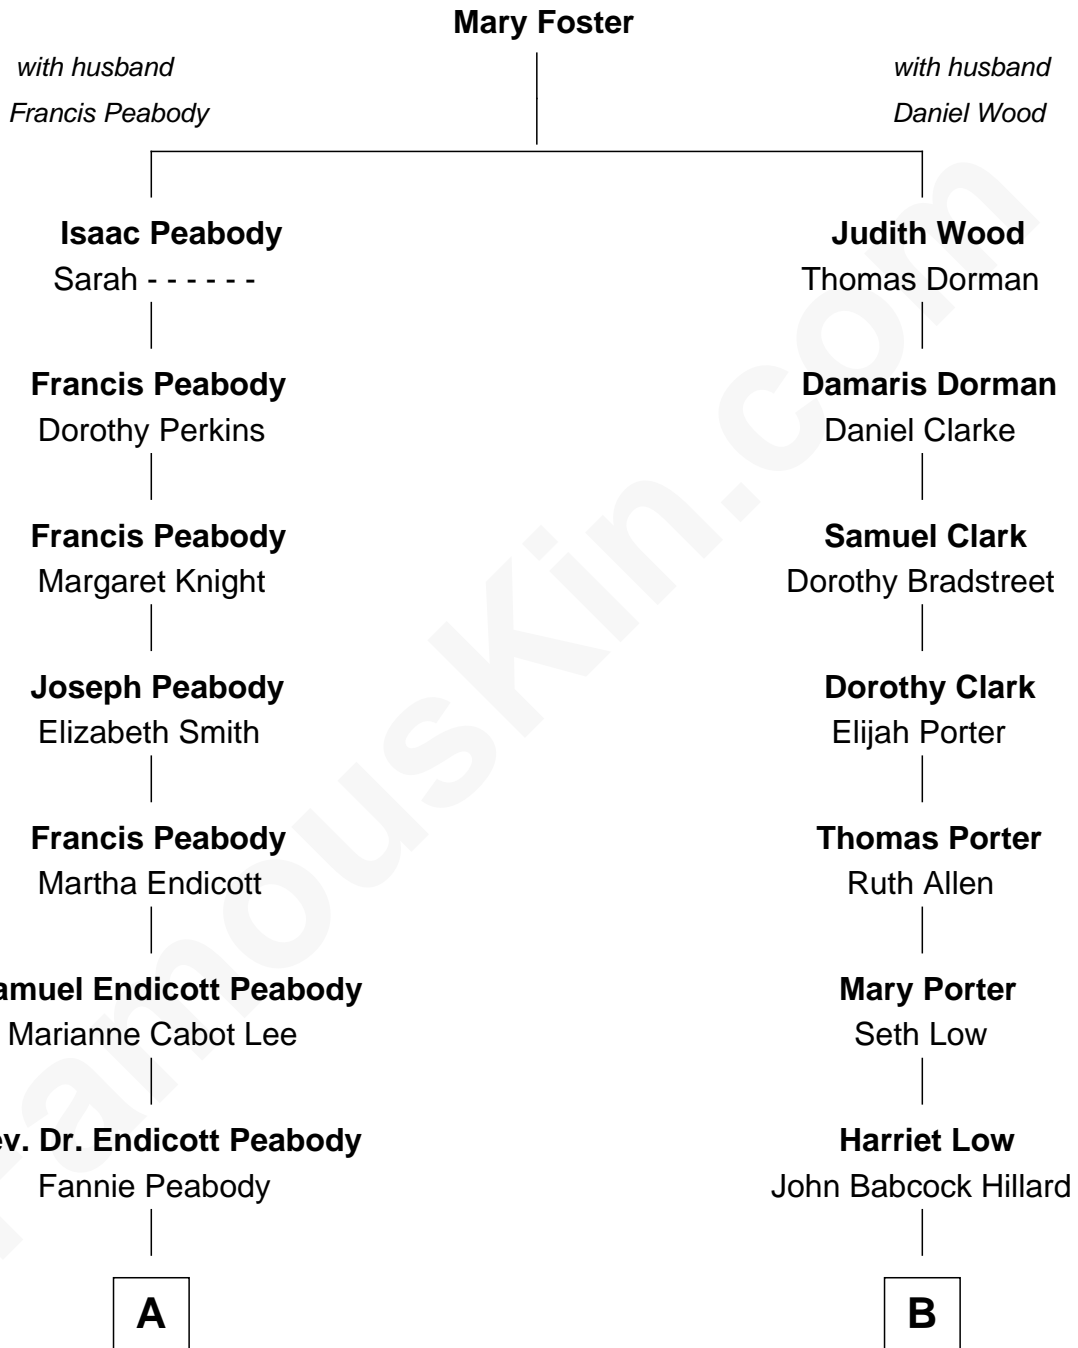 Mary Foster
with husband
Francis Peabody
with husband
Daniel Wood
Isaac Peabody
Sarah - - - - - -
Judith Wood
Thomas Dorman
Francis Peabody
Dorothy Perkins
Damaris Dorman
Daniel Clarke
Francis Peabody
Margaret Knight
Samuel Clark
Dorothy Bradstreet
Joseph Peabody
Elizabeth Smith
Dorothy Clark
Elijah Porter
Francis Peabody
Martha Endicott
Thomas Porter
Ruth Allen
amuel Endicott Peabody
Marianne Cabot Lee
Mary Porter
Seth Low
ev. Dr. Endicott Peabody
Fannie Peabody
Harriet Low
John Babcock Hillard
A
B
FamousKin.com